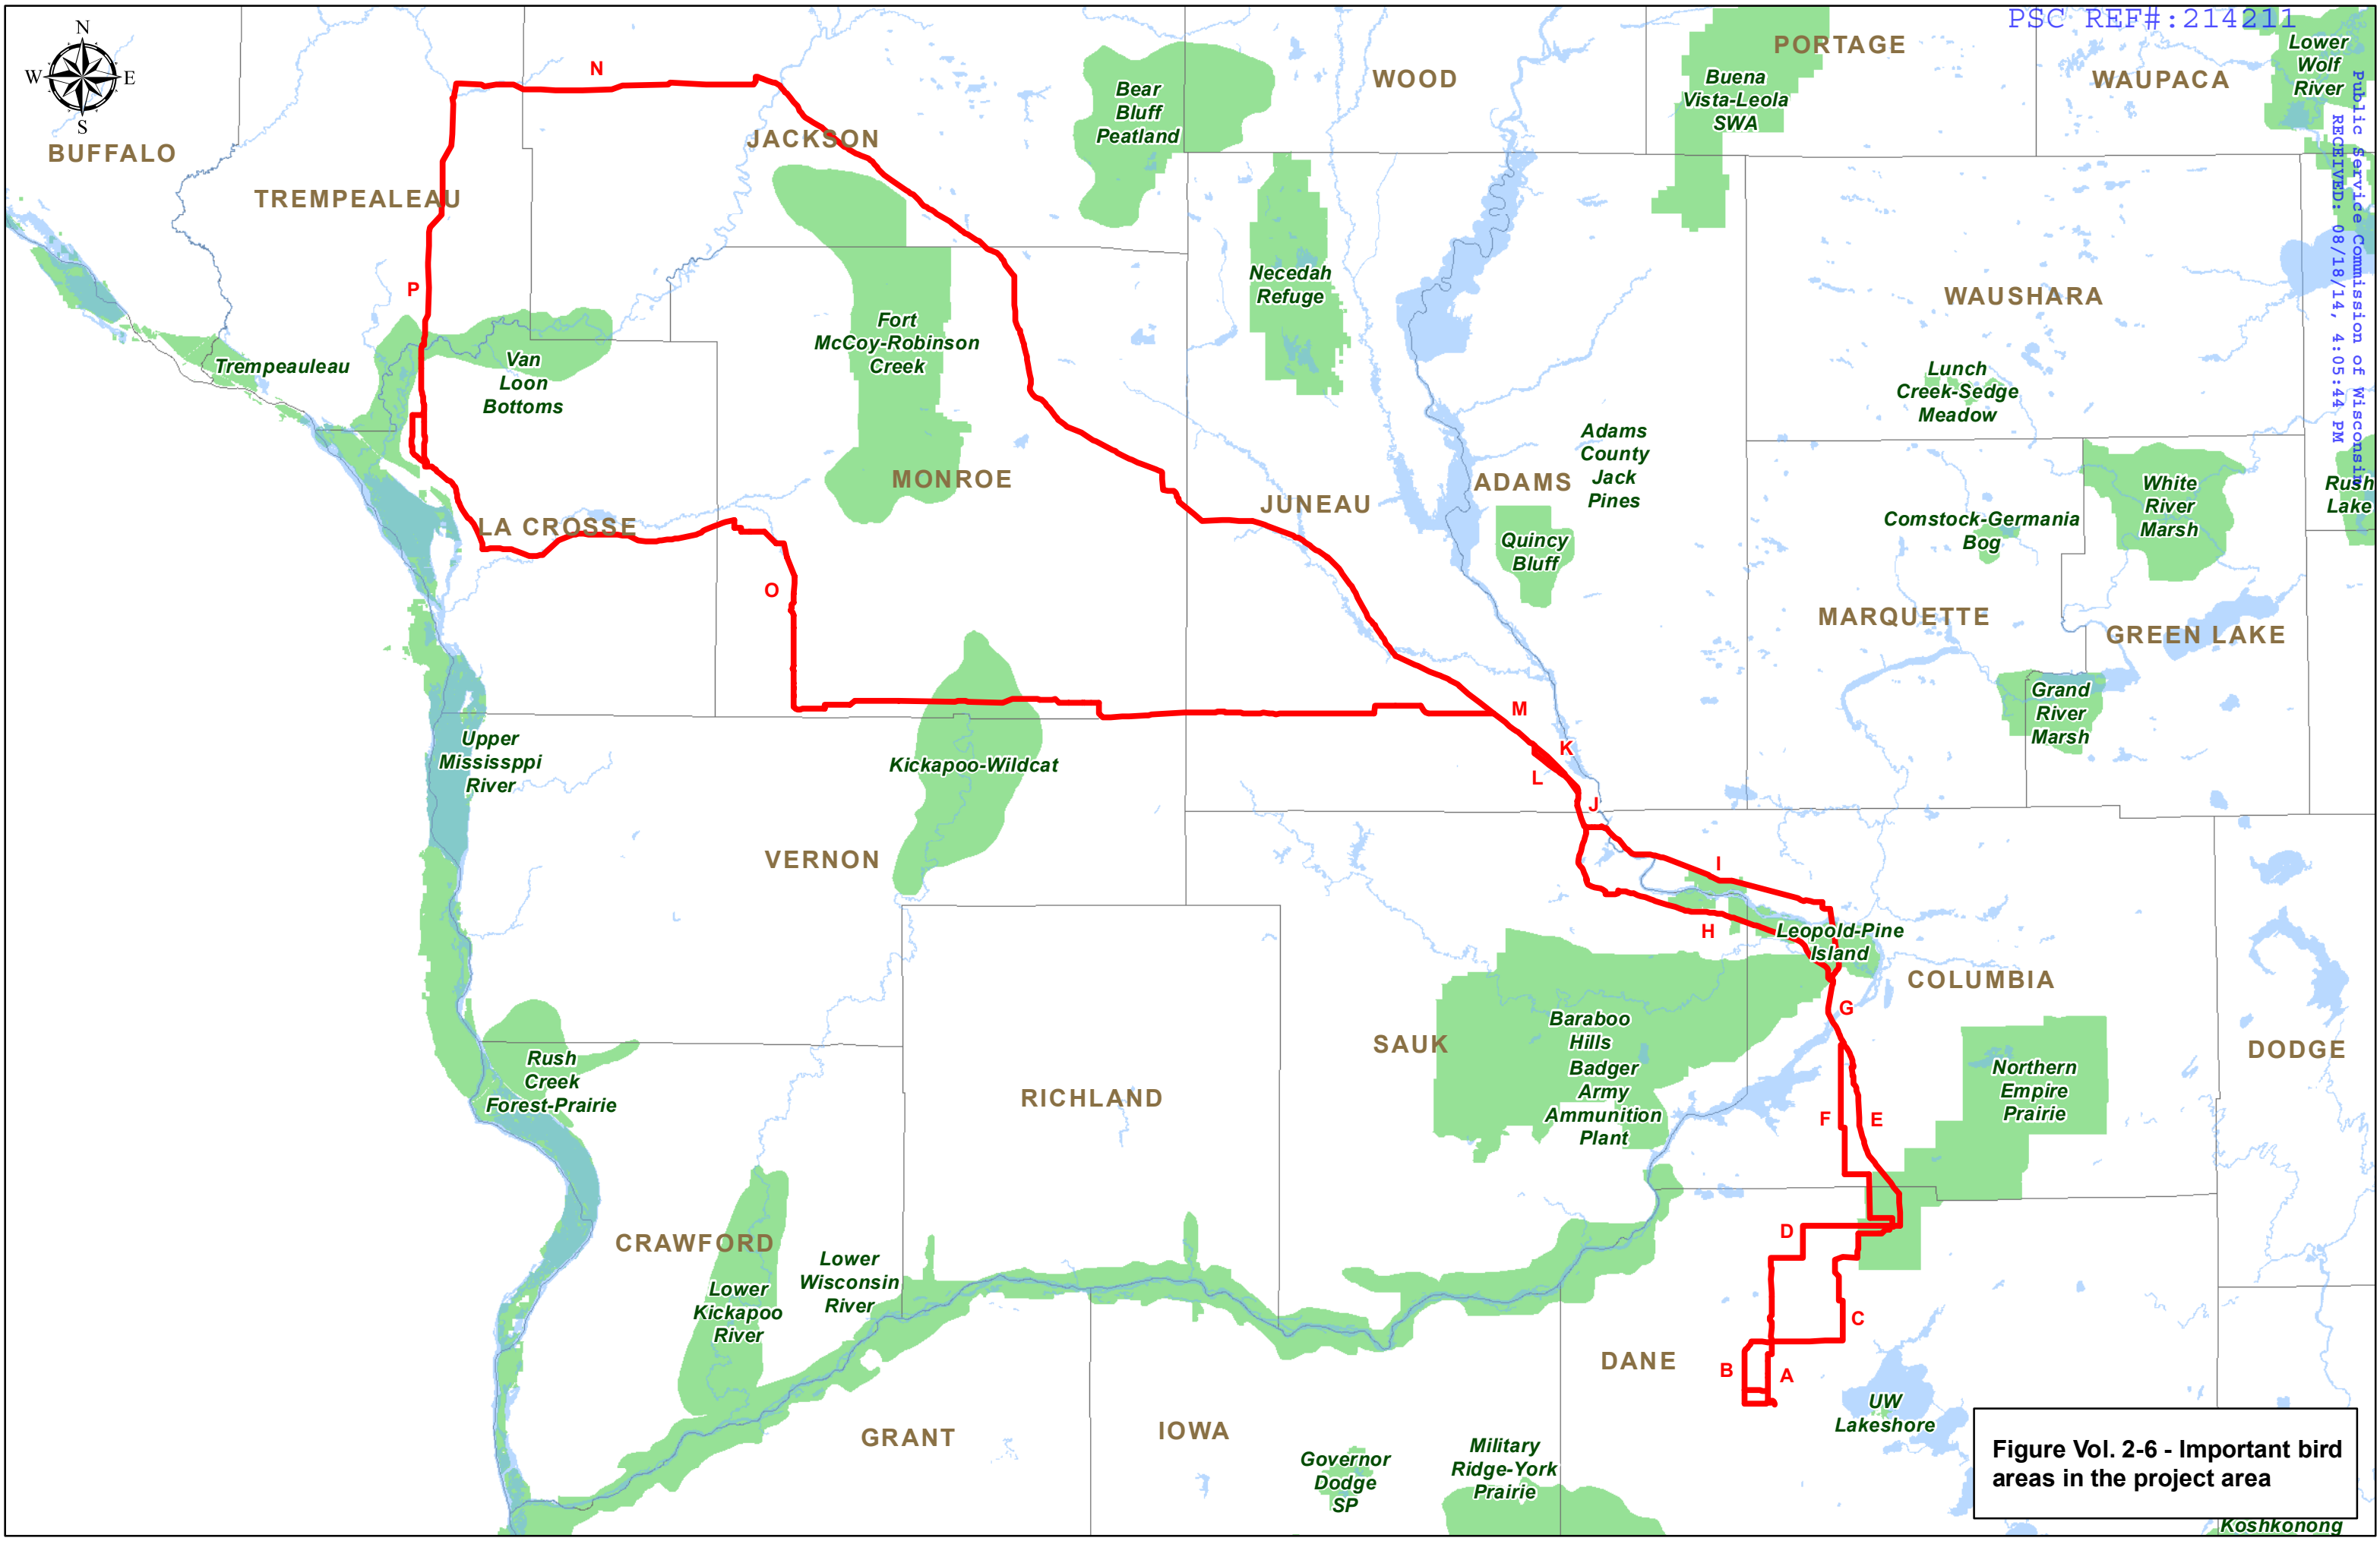 PSC REF#:214211
Public Service Commission of Wisconsin
RECEIVED: 08/18/14, 4:05:44 PM
N
W
E
S
BUFFALO
TREMPEALEAU
JACKSON
WOOD
PORTAGE
WAUPACA
WAUSHARA
MONROE
JUNEAU
ADAMS
LA CROSSE
MARQUETTE
GREEN LAKE
VERNON
RICHLAND
SAUK
COLUMBIA
DODGE
CRAWFORD
GRANT
IOWA
DANE
Bear
Bluff
Peatland
Buena
Vista-Leola
SWA
Lower
Wolf
River
Necedah
Refuge
Fort
McCoy-Robinson
Creek
Trempeauleau
Van
Loon
Bottoms
Lunch
Creek-Sedge
Meadow
Adams
County
Jack
Pines
Quincy
Bluff
Comstock-Germania
Bog
White
River
Marsh
Rush
Lake
Grand
River
Marsh
Upper
Mississppi
River
Kickapoo-Wildcat
Leopold-Pine
Island
Baraboo
Hills
Badger
Army
Ammunition
Plant
Northern
Empire
Prairie
Rush
Creek
Forest-Prairie
Lower
Kickapoo
River
Lower
Wisconsin
River
Governor
Dodge
SP
Military
Ridge-York
Prairie
UW
Lakeshore
Koshkonong
N
P
O
M
K
L
J
I
H
G
F
E
D
C
B
A
Figure Vol. 2-6 - Important bird
areas in the project area